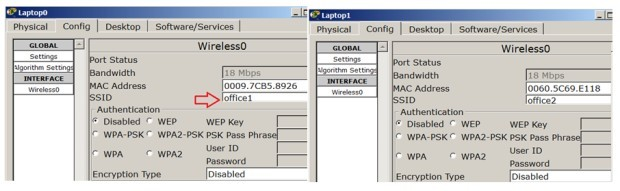 Laptop0
Physical Config Desktop Software/Services
GLOBAL
Settings
Algorithm Settings
INTERFACE
Wireless0
Wireless0
Port Status
Bandwidth 18 Mbps
MAC Address 0009.7CB5.8926
SSID office1
Authentication
Disabled WEP WEP Key
WPA-PSK WPA2-PSK PSK Pass Phrase
User ID
WPA WPA2
Password
Encryption Type Disabled
Laptop1
Physical Config Desktop Software/Services
GLOBAL
Settings
Algorithm Settings
INTERFACE
Wireless0
Wireless0
Port Status
Bandwidth 18 Mbps
MAC Address 0060.5C69.E118
SSID office2
Authentication
Disabled WEP WEP Key
WPA-PSK WPA2-PSK PSK Pass Phrase
User ID
WPA WPA2
Password
Encryption Type Disabled